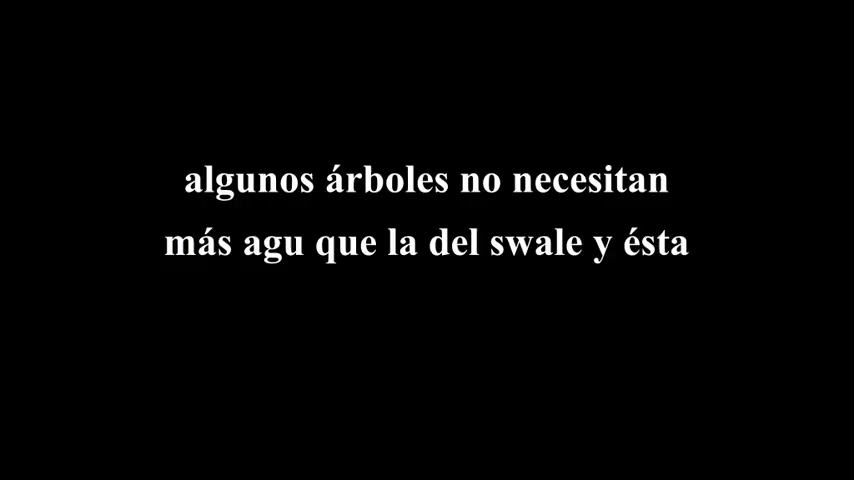 algunos árboles no necesitan
más agu que la del swale y ésta